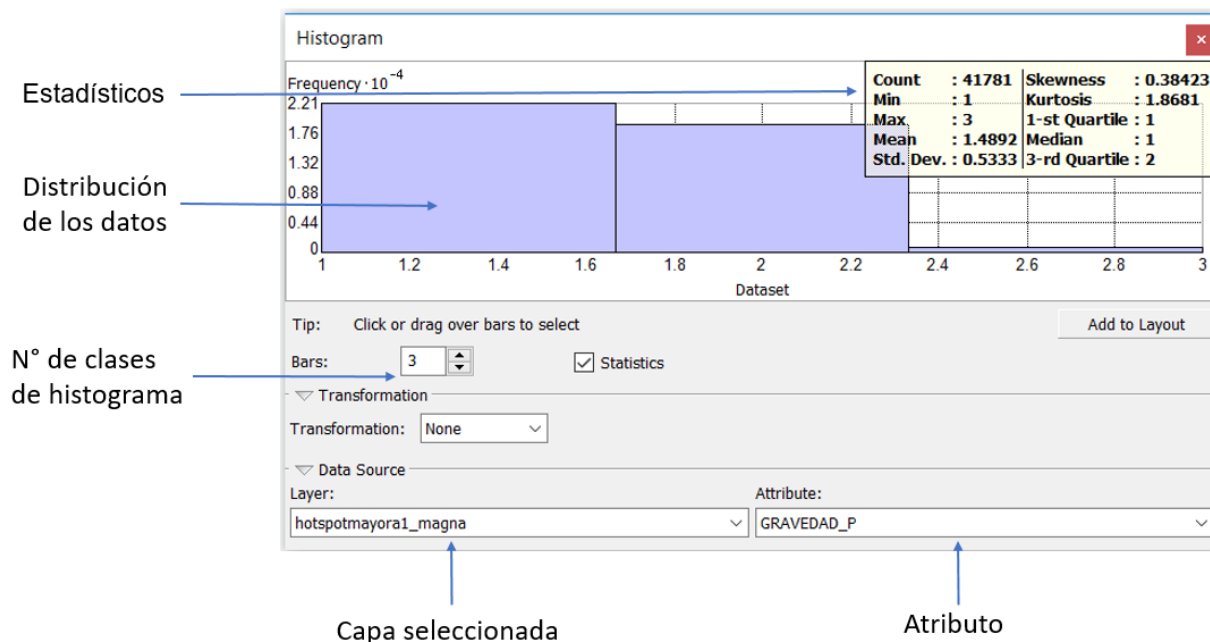 Histogram
×
Frequency · 10⁻⁴
Count : 41781 Skewness : 0.38423
Min : 1 Kurtosis : 1.8681
Max : 3 1-st Quartile : 1
Mean : 1.4892 Median : 1
Std. Dev. : 0.5333 3-rd Quartile : 2
Estadísticos
2.21
1.76
1.32
0.88
0.44
0
Distribución
de los datos
1 1.2 1.4 1.6 1.8 2 2.2 2.4 2.6 2.8 3
Dataset
Tip: Click or drag over bars to select
Add to Layout
N° de clases
de histograma
Bars: 3 Statistics
Transformation
Transformation: None
Data Source
Layer: Attribute:
hotspotmayora1_magna GRAVEDAD_P
Capa seleccionada
Atributo